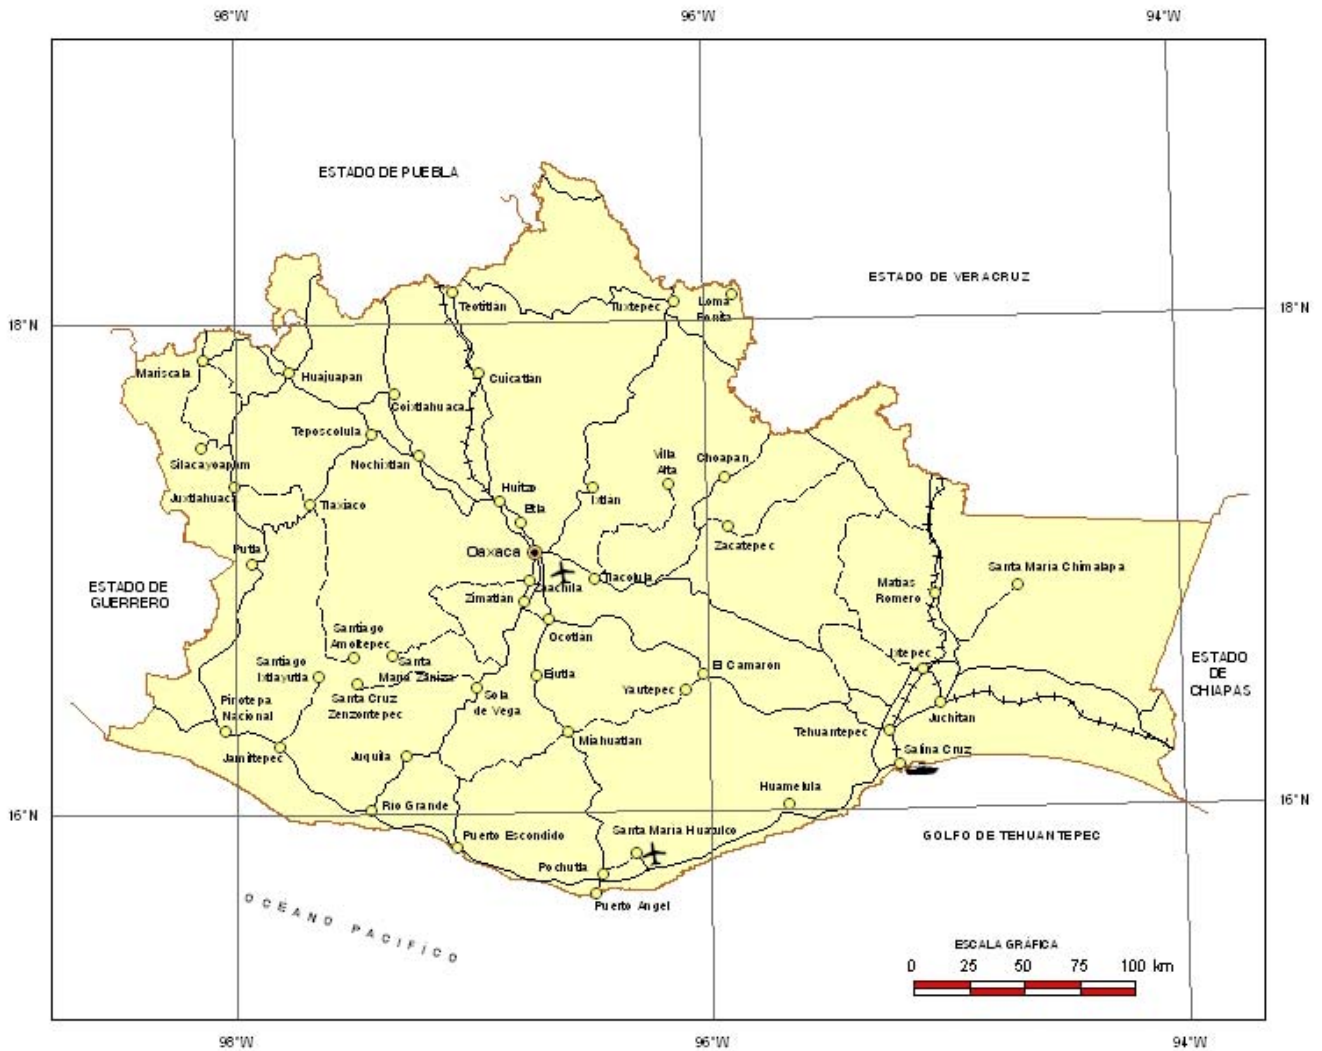 98°W 96°W 94°W
ESTADO DE PUEBLA
ESTADO DE VERACRUZ
18°N
18°N
Teotitlan
Tuxtepec
Loma
Bonita
Mariscala
Huajuapan
Cuicatlan
Coixtlahuaca
Teposcolula
Nochixtlan
Silacayoapam
Juxtlahuaca
Tlaxiaco
Villa
Alta
Choapan
Huitzo
Ixtlan
Etla
Oaxaca
Zacatepec
Putla
Tlacolula
Zaachila
Zimatlan
Ocotlan
ESTADO DE
GUERRERO
Santa Maria Chimalapa
Matias
Romero
Santiago
Amoltepec
Santa
Maria Zaniza
Santiago
Ixtayutla
Santa Cruz
Zenzontepec
Pinotepa
Nacional
Jamiltepec
Sola
de Vega
Ejutla
Yautepec
El Camaron
Ixtepec
ESTADO
DE
CHIAPAS
Juchitan
Tehuantepec
Salina Cruz
Miahuatlan
Juquila
Rio Grande
Huamelula
16°N
16°N
Puerto Escondido
Santa Maria Huatulco
GOLFO DE TEHUANTEPEC
Pochutla
Puerto Angel
OCEANO PACIFÍCO
ESCALA GRÁFICA
0 25 50 75 100 km
98°W 96°W 94°W